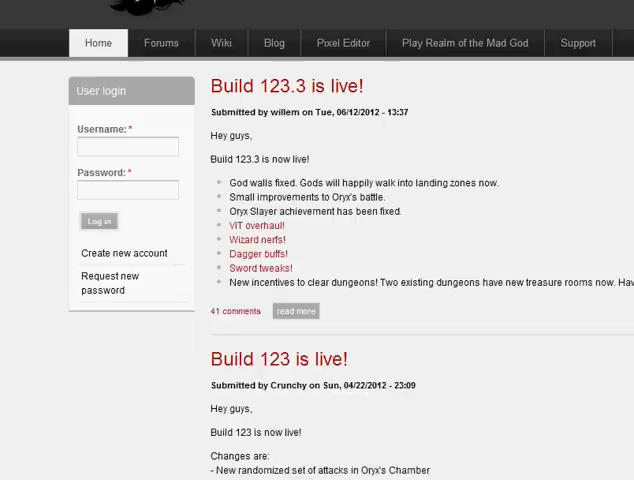 Home Forums Wiki Blog Pixel Editor Play Realm of the Mad God Support
User login
Username: *
Password: *
Log in
Create new account
Request new
password
Build 123.3 is live!
Submitted by willem on Tue, 06/12/2012 - 13:37
Hey guys,
Build 123.3 is now live!
God walls fixed. Gods will happily walk into landing zones now.
Small improvements to Oryx's battle.
Oryx Slayer achievement has been fixed.
VIT overhaul!
Wizard nerfs!
Dagger buffs!
Sword tweaks!
New incentives to clear dungeons! Two existing dungeons have new treasure rooms now.
41 comments read more
Build 123 is live!
Submitted by Crunchy on Sun, 04/22/2012 - 23:09
Hey guys,
Build 123 is now live!
Changes are:
- New randomized set of attacks in Oryx's Chamber